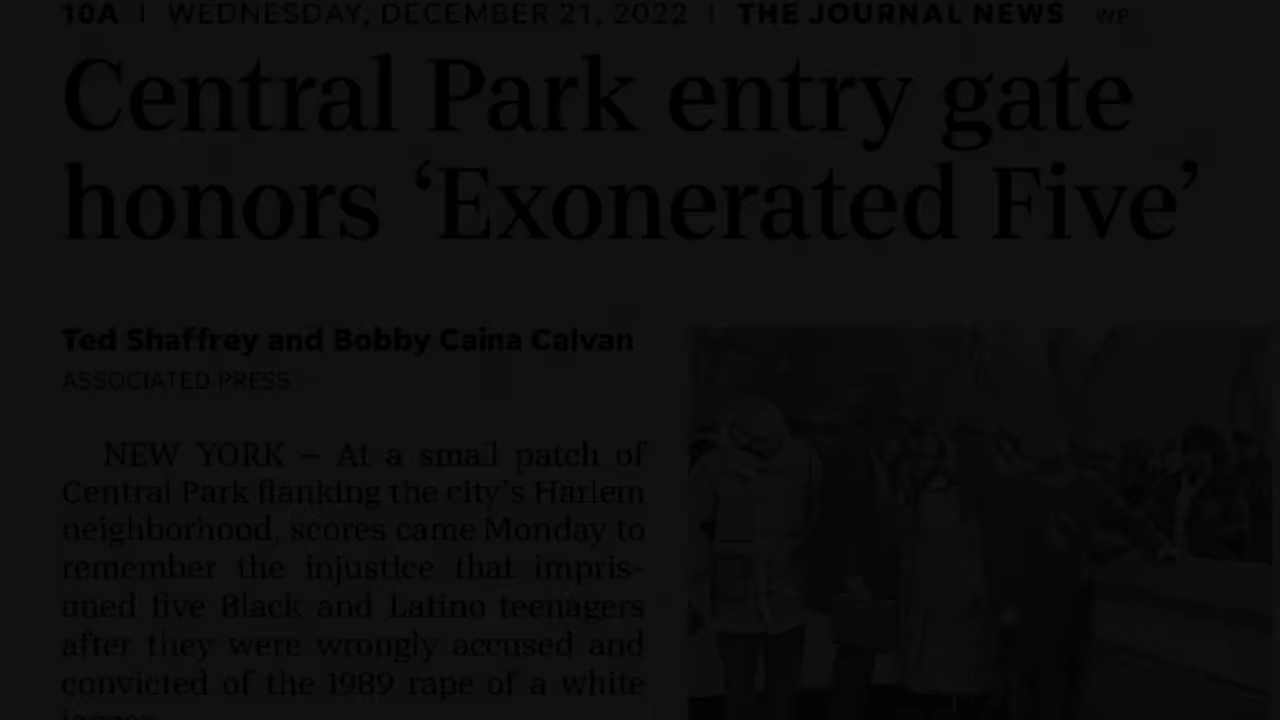 10A | WEDNESDAY, DECEMBER 21, 2022 | THE JOURNAL NEWS WP
Central Park entry gate
honors ‘Exonerated Five’
Ted Shaffrey and Bobby Caina Calvan
ASSOCIATED PRESS
NEW YORK – At a small patch of
Central Park flanking the city’s Harlem
neighborhood, scores came Monday to
remember the injustice that impris-
oned five Black and Latino teenagers
after they were wrongly accused and
convicted of the 1989 rape of a white